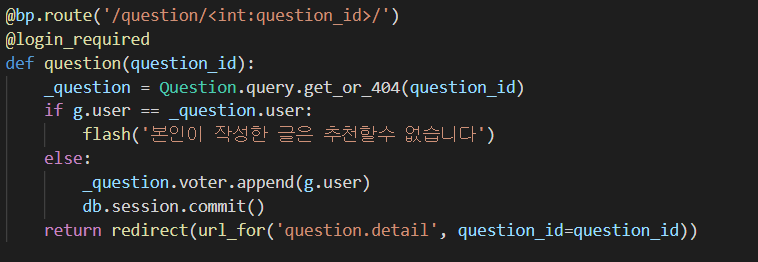 @bp.route('/question/<int:question_id>/')
@login_required
def question(question_id):
    _question = Question.query.get_or_404(question_id)
    if g.user == _question.user:
        flash('본인이 작성한 글은 추천할수 없습니다')
    else:
        _question.voter.append(g.user)
        db.session.commit()
    return redirect(url_for('question.detail', question_id=question_id))